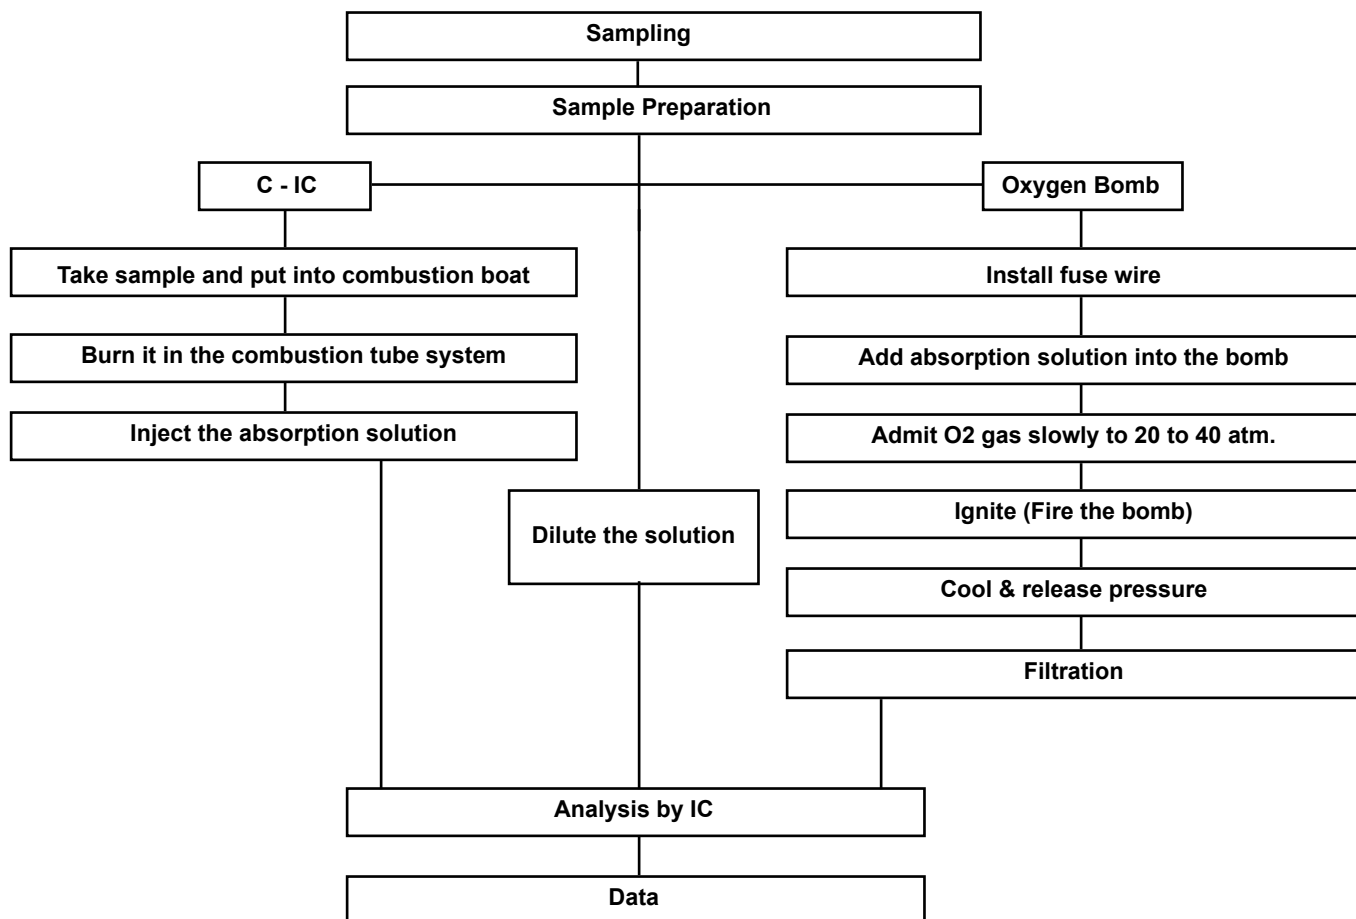 Sampling
Sample Preparation
C - IC
Oxygen Bomb
Take sample and put into combustion boat
Install fuse wire
Burn it in the combustion tube system
Add absorption solution into the bomb
Inject the absorption solution
Admit O2 gas slowly to 20 to 40 atm.
Ignite (Fire the bomb)
Dilute the solution
Cool & release pressure
Filtration
Analysis by IC
Data